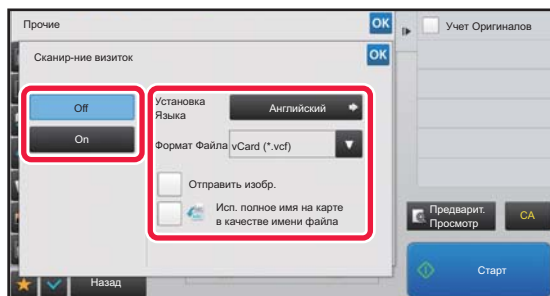 Прочие
OK
Учет Оригиналов
Сканир-ние визиток
OK
Off
On
Установка
Языка
Английский
Формат Файла
vCard (*.vcf)
Отправить изобр.
Исп. полное имя на карте
в качестве имени файла
Предварит.
Просмотр
CA
Назад
Старт